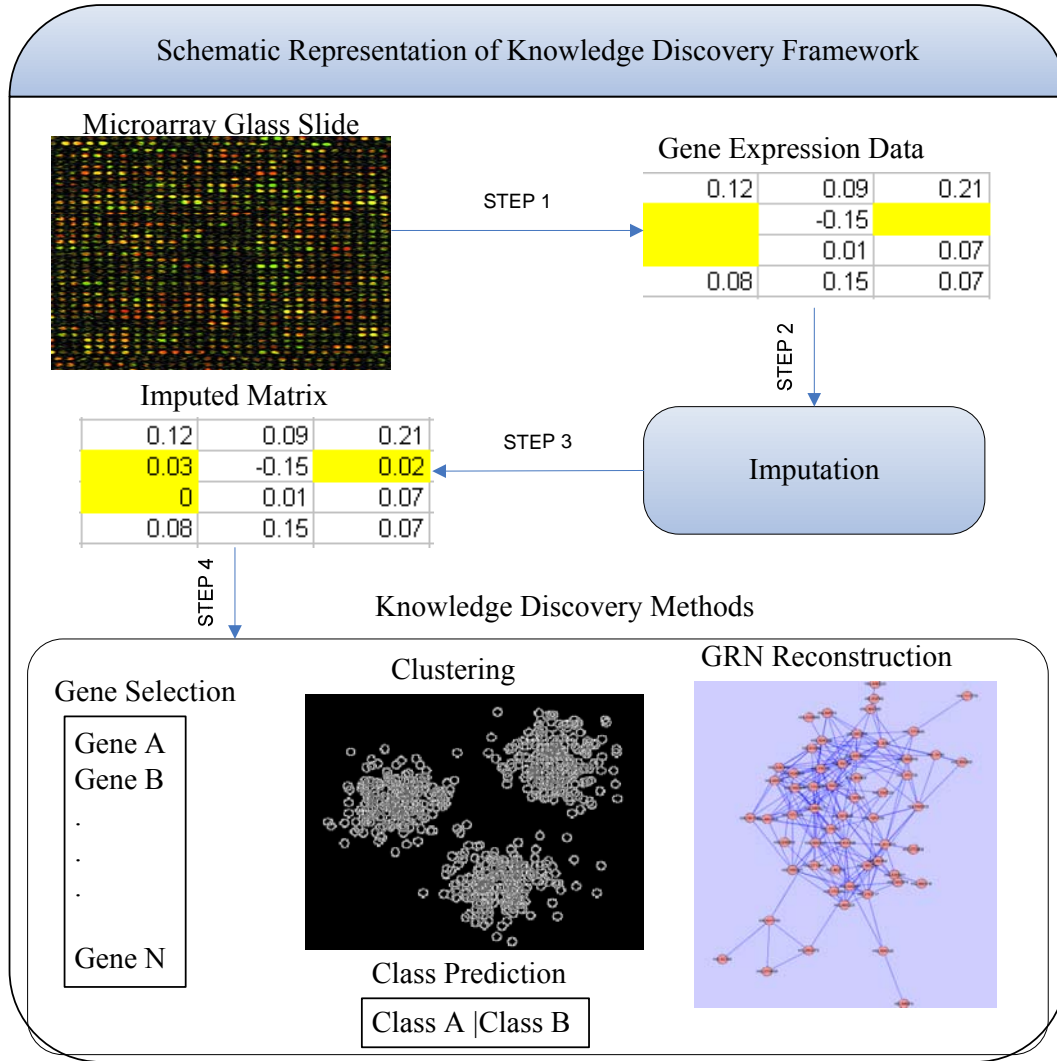 Schematic Representation of Knowledge Discovery Framework
Microarray Glass Slide
Gene Expression Data
STEP 1
0.12 0.09 0.21
-0.15
0.01 0.07
0.08 0.15 0.07
STEP 2
Imputed Matrix
0.12 0.09 0.21
0.03 -0.15 0.02
0 0.01 0.07
0.08 0.15 0.07
STEP 3
Imputation
STEP 4
Knowledge Discovery Methods
Gene Selection
Gene A
Gene B
.
.
.
Gene N
Clustering
Class Prediction
Class A |Class B
GRN Reconstruction